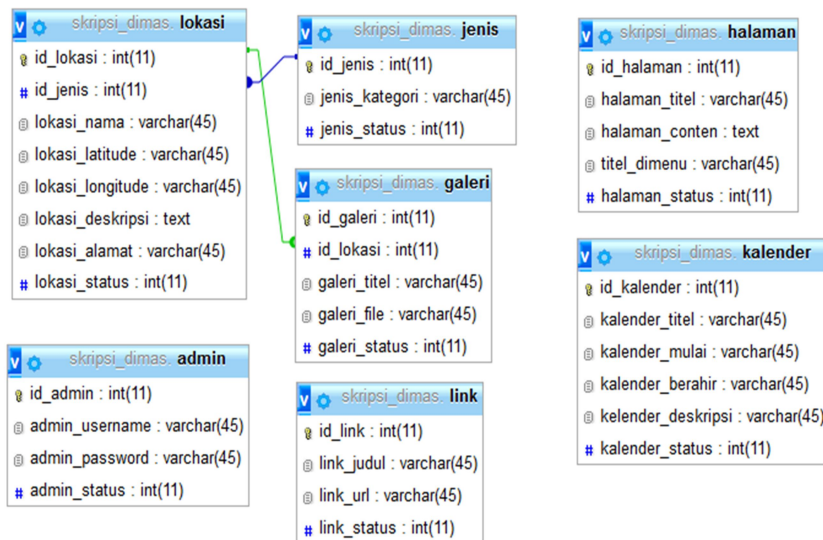 skripsi_dimas. lokasi
id_lokasi : int(11)
id_jenis : int(11)
lokasi_nama : varchar(45)
lokasi_latitude : varchar(45)
lokasi_longitude : varchar(45)
lokasi_deskripsi : text
lokasi_alamat : varchar(45)
lokasi_status : int(11)
skripsi_dimas. jenis
id_jenis : int(11)
jenis_kategori : varchar(45)
jenis_status : int(11)
skripsi_dimas. halaman
id_halaman : int(11)
halaman_titel : varchar(45)
halaman_conten : text
titel_dimenu : varchar(45)
halaman_status : int(11)
skripsi_dimas. galeri
id_galeri : int(11)
id_lokasi : int(11)
galeri_titel : varchar(45)
galeri_file : varchar(45)
galeri_status : int(11)
skripsi_dimas. kalender
id_kalender : int(11)
kalender_titel : varchar(45)
kalender_mulai : varchar(45)
kalender_berahir : varchar(45)
kelender_deskripsi : varchar(45)
kalender_status : int(11)
skripsi_dimas. admin
id_admin : int(11)
admin_username : varchar(45)
admin_password : varchar(45)
admin_status : int(11)
skripsi_dimas. link
id_link : int(11)
link_judul : varchar(45)
link_url : varchar(45)
link_status : int(11)